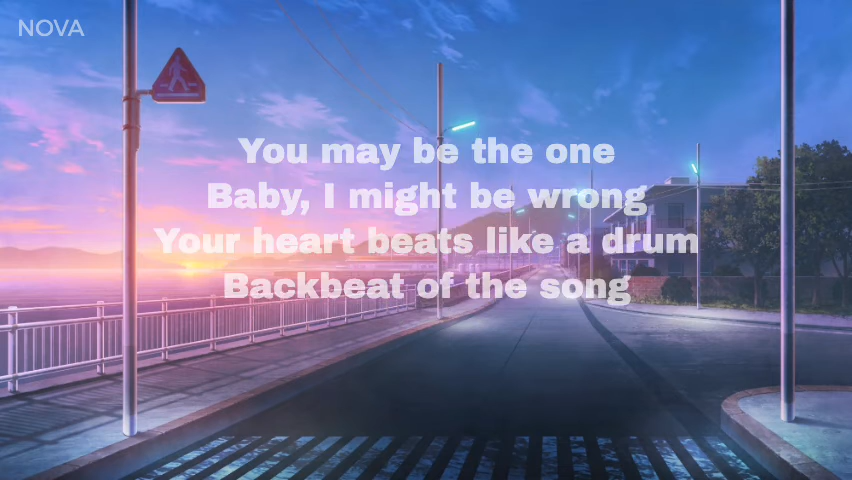 NOVA
You may be the one
Baby, I might be wrong
Your heart beats like a drum
Backbeat of the song